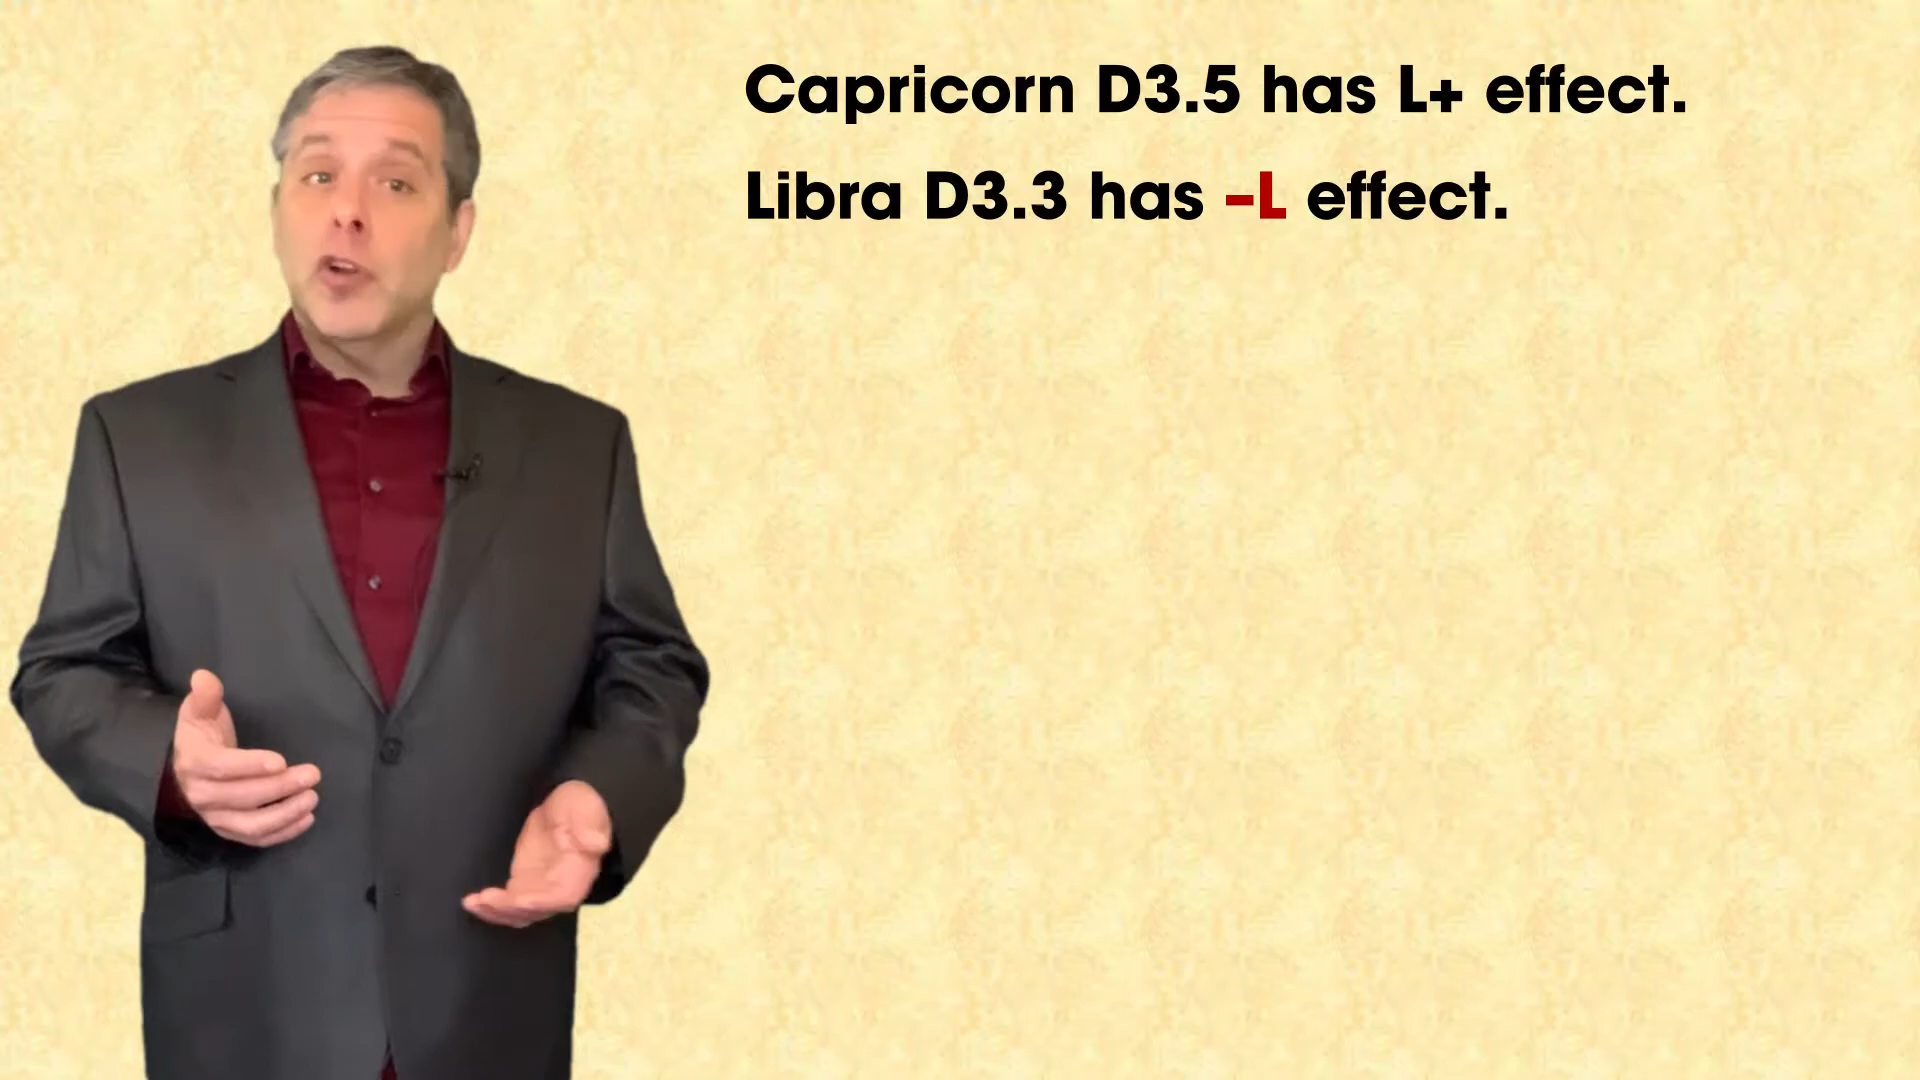 Capricorn D3.5 has L+ effect.
Libra D3.3 has –L effect.